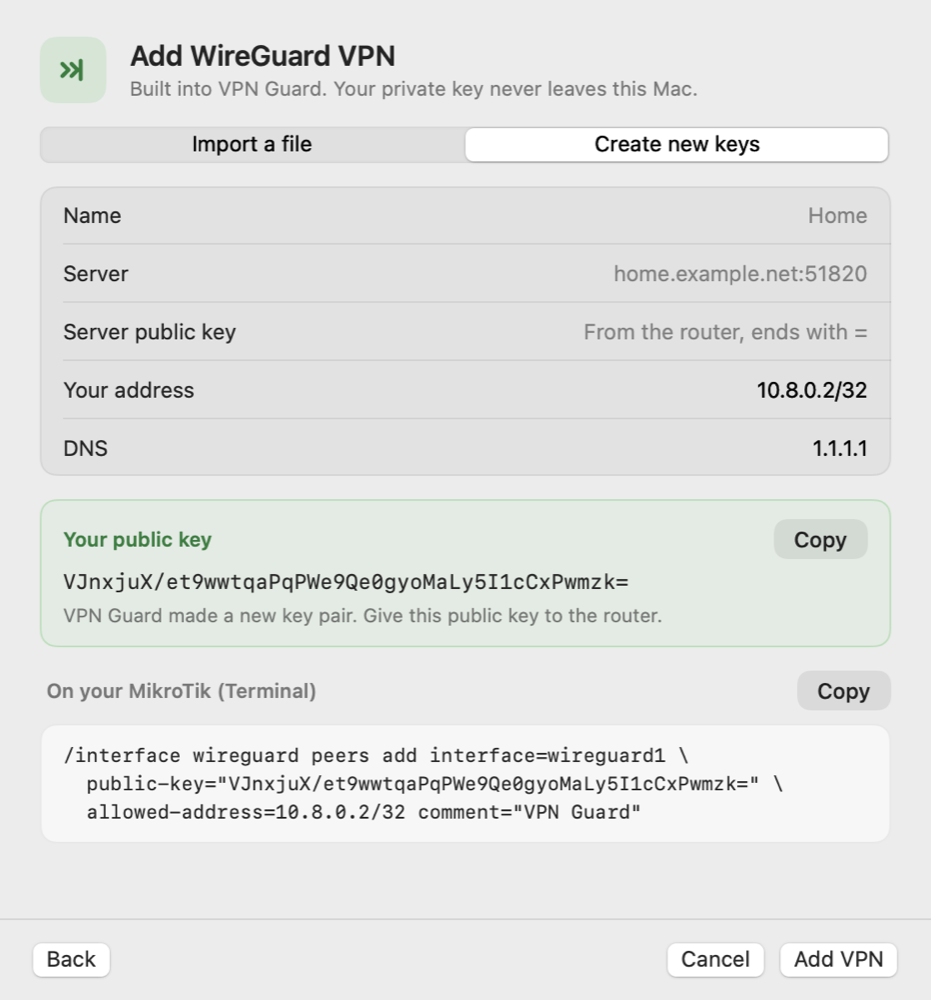 Add WireGuard VPN
Built into VPN Guard. Your private key never leaves this Mac.
Import a file
Create new keys
Name
Home
Server
home.example.net:51820
Server public key
From the router, ends with =
Your address
10.8.0.2/32
DNS
1.1.1.1
Your public key
Copy
VJnxjuX/et9wwtqaPqPWe9Qe0gyoMaLy5I1cCxPwmzk=
VPN Guard made a new key pair. Give this public key to the router.
On your MikroTik (Terminal)
Copy
/interface wireguard peers add interface=wireguard1 \
public-key="VJnxjuX/et9wwtqaPqPWe9Qe0gyoMaLy5I1cCxPwmzk=" \
allowed-address=10.8.0.2/32 comment="VPN Guard"
Back
Cancel
Add VPN